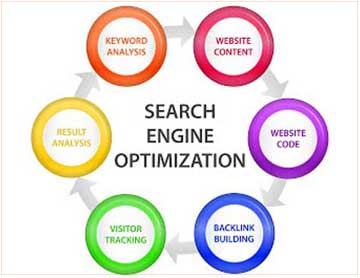 KEYWORD
ANALYSIS
WEBSITE
CONTENT
SEARCH
ENGINE
OPTIMIZATION
RESULT
ANALYSIS
WEBSITE
CODE
VISITOR
TRACKING
BACKLINK
BUILDING